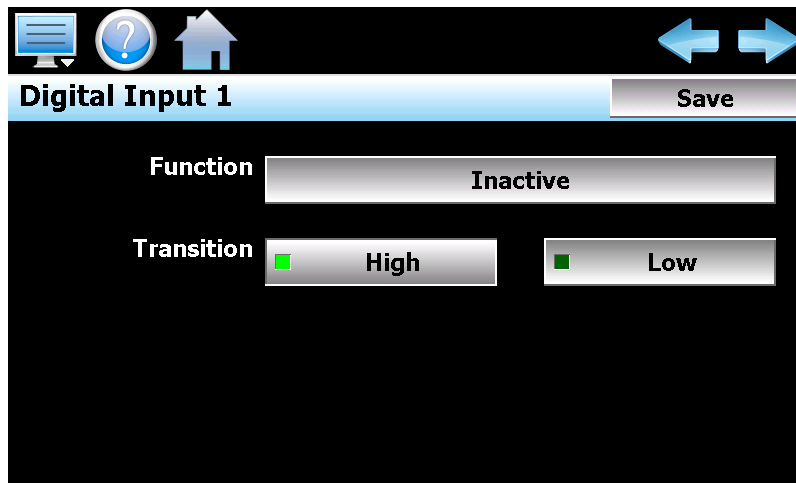 ?
Digital Input 1 Save
Function Inactive
Transition High Low